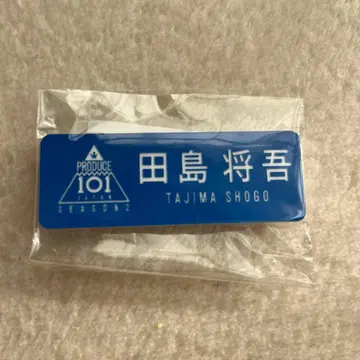 PRODUCE
101
JAPAN
SEASON2
田島 将吾
TAJIMA SHOGO